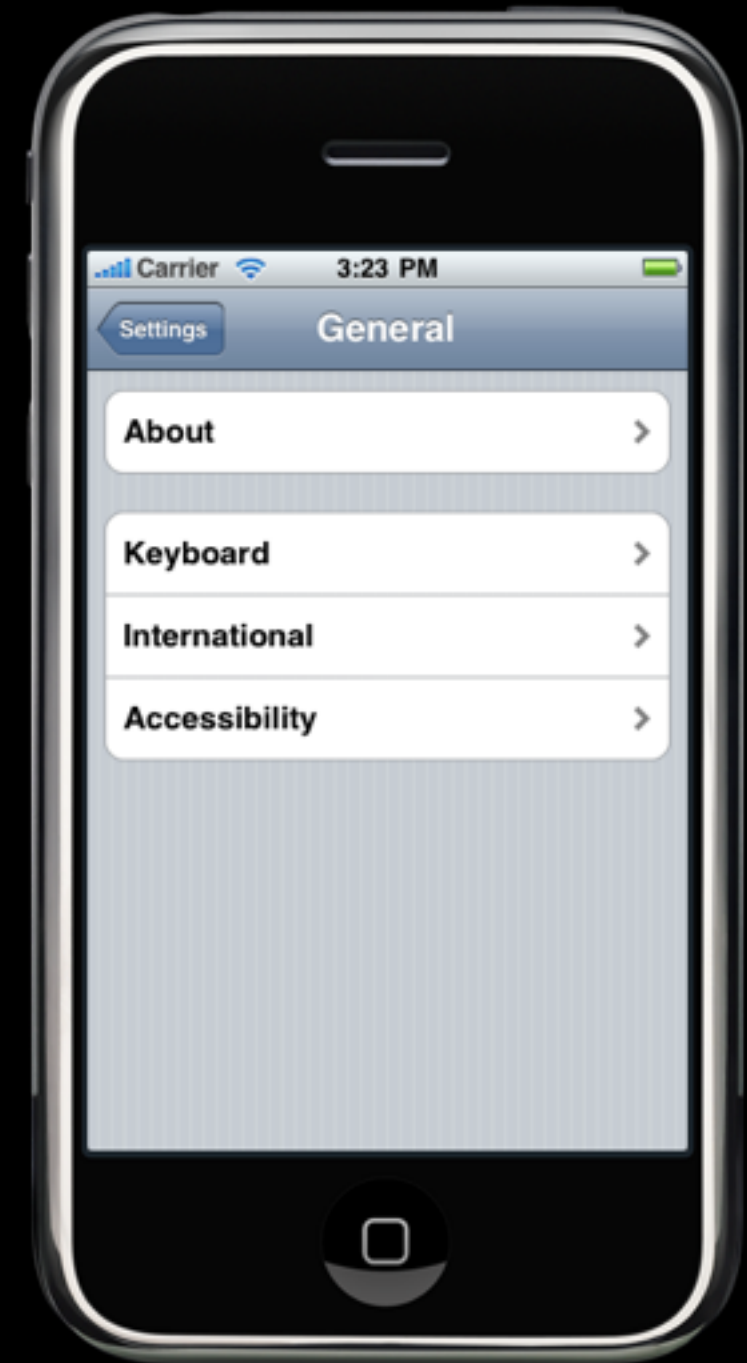 Carrier 3:23 PM
Settings General
About
Keyboard
International
Accessibility